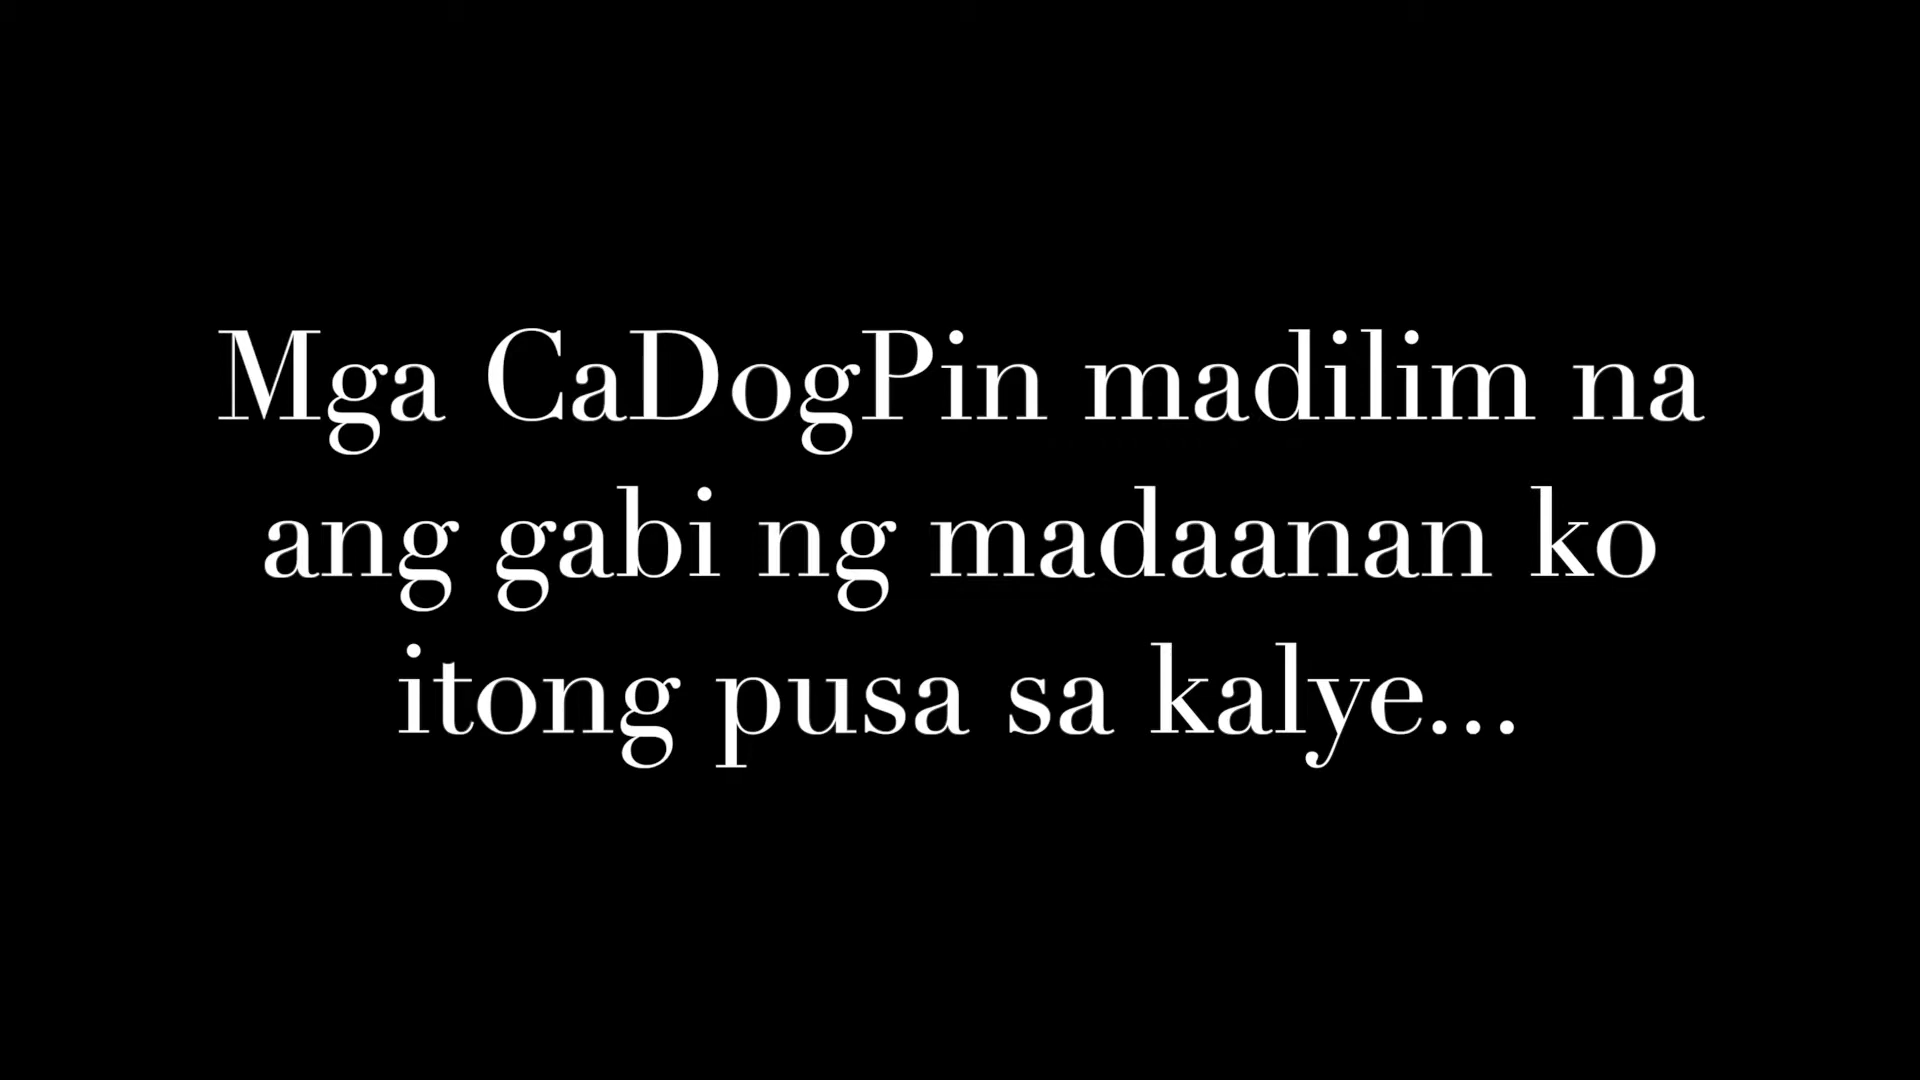 Mga CaDogPin madilim na
ang gabi ng madaanan ko
itong pusa sa kalye...